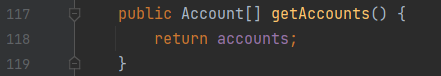 117 public Account[] getAccounts() {
118 return accounts;
119 }